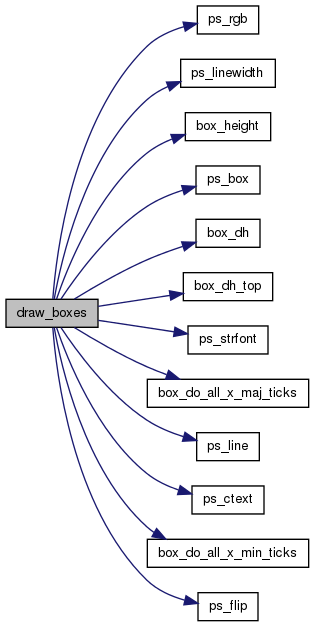 ps_rgb
ps_linewidth
box_height
ps_box
box_dh
box_dh_top
draw_boxes
ps_strfont
box_do_all_x_maj_ticks
ps_line
ps_ctext
box_do_all_x_min_ticks
ps_flip